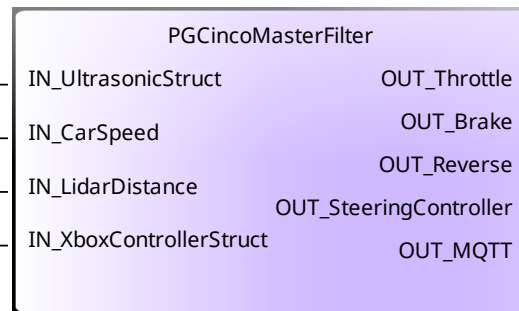 PGCincoMasterFilter
IN_UltrasonicStruct
IN_CarSpeed
IN_LidarDistance
IN_XboxControllerStruct
OUT_Throttle
OUT_Brake
OUT_Reverse
OUT_SteeringController
OUT_MQTT